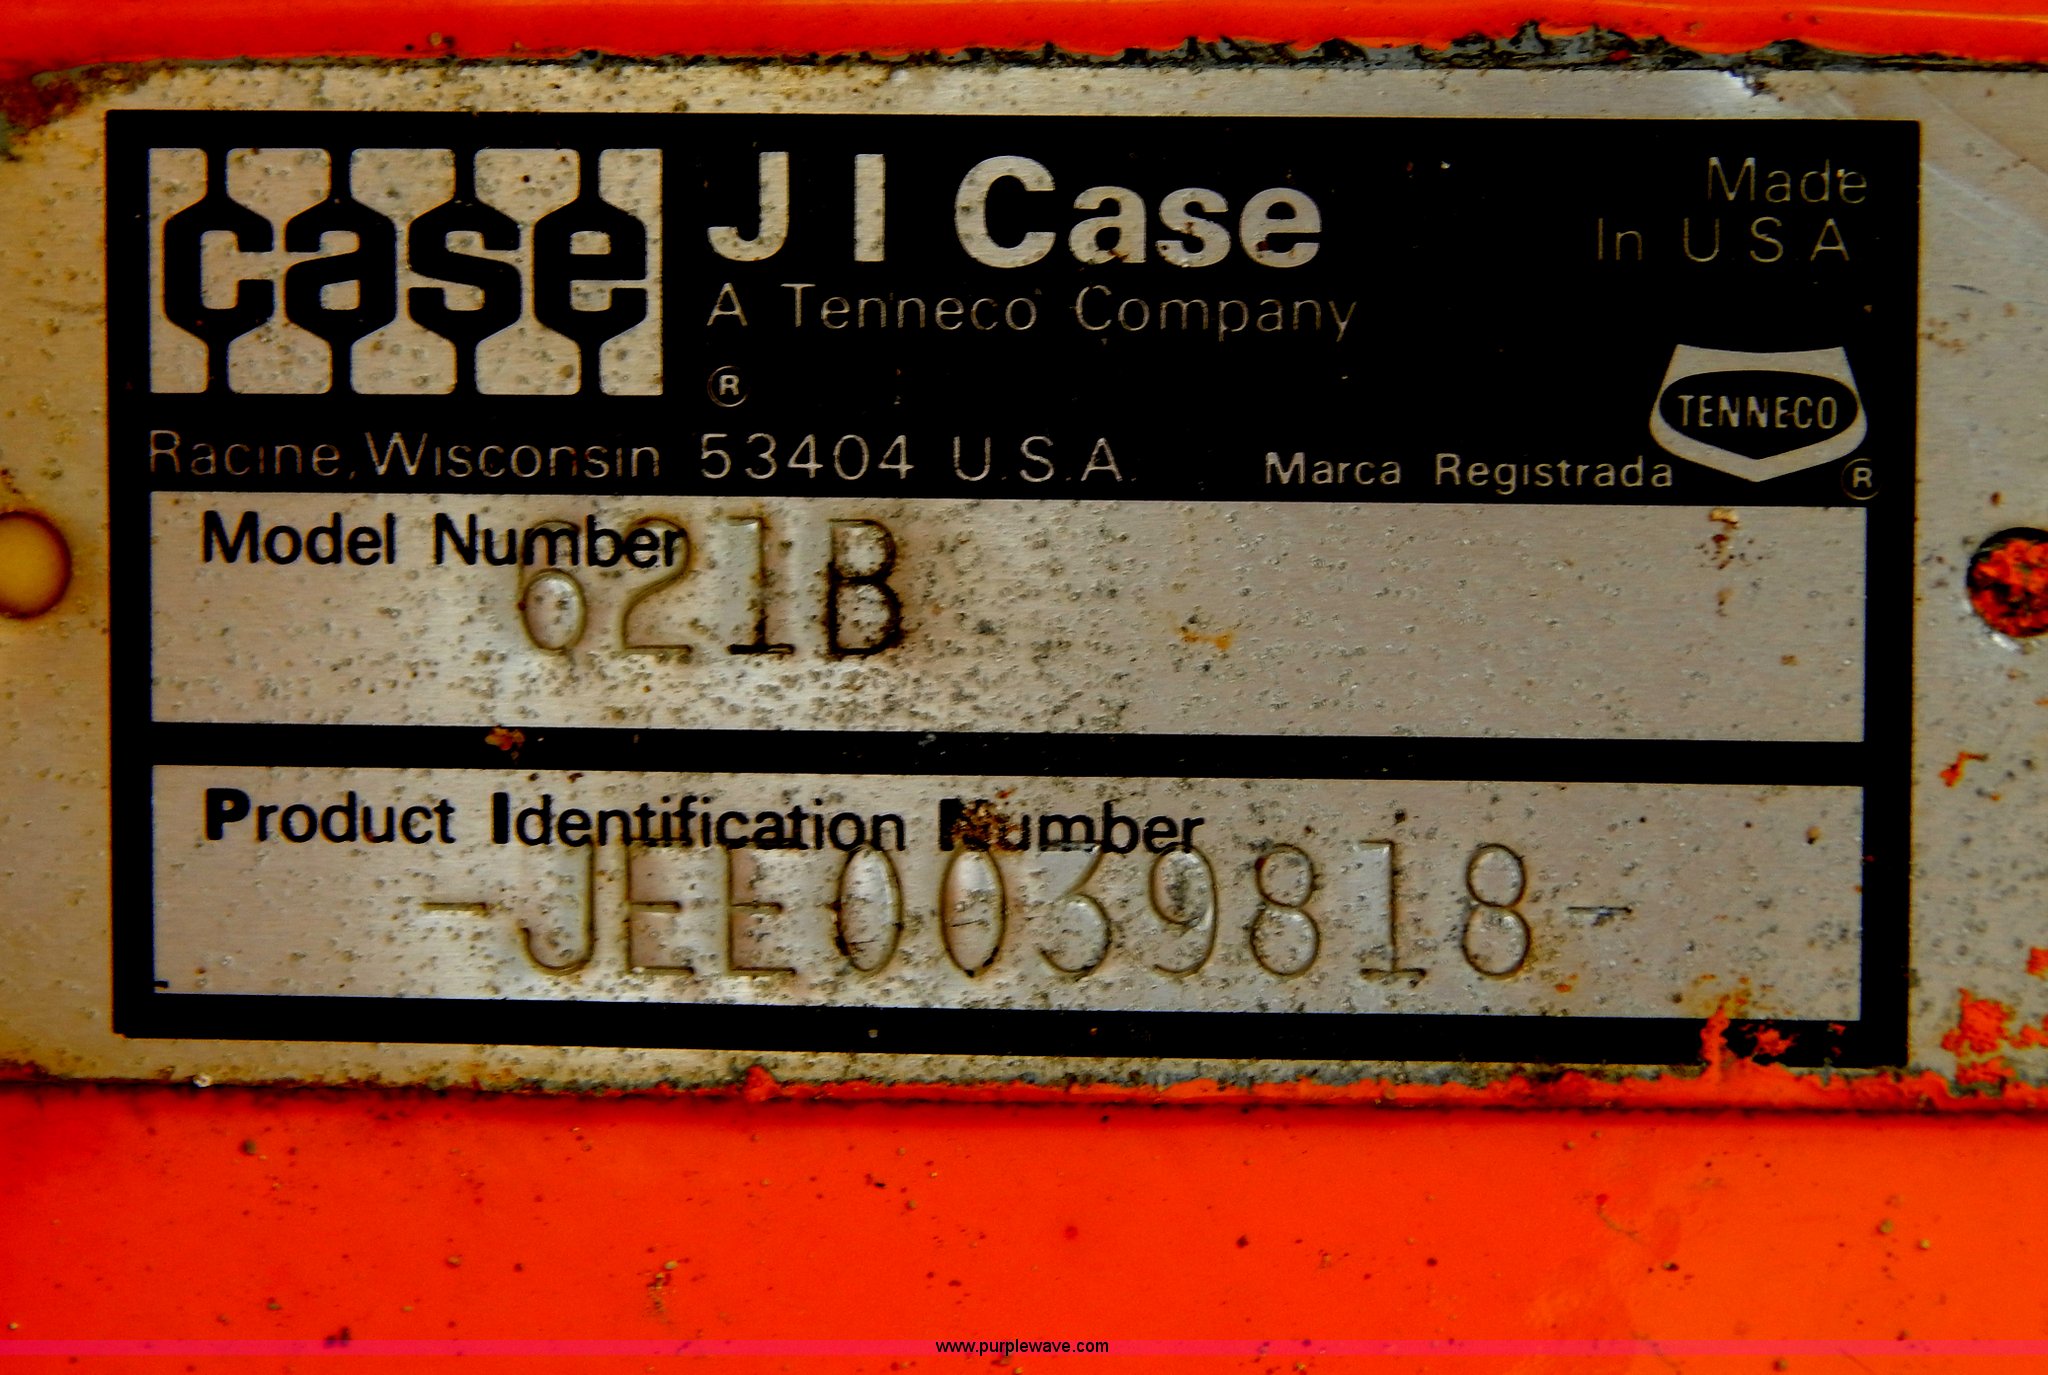 case J I Case
Made
In U.S.A
A Tenneco Company
®
TENNECO
®
Racine, Wisconsin 53404 U.S.A. Marca Registrada
Model Number
621B
Product Identification Number
-JEE0039818-
www.purplewave.com